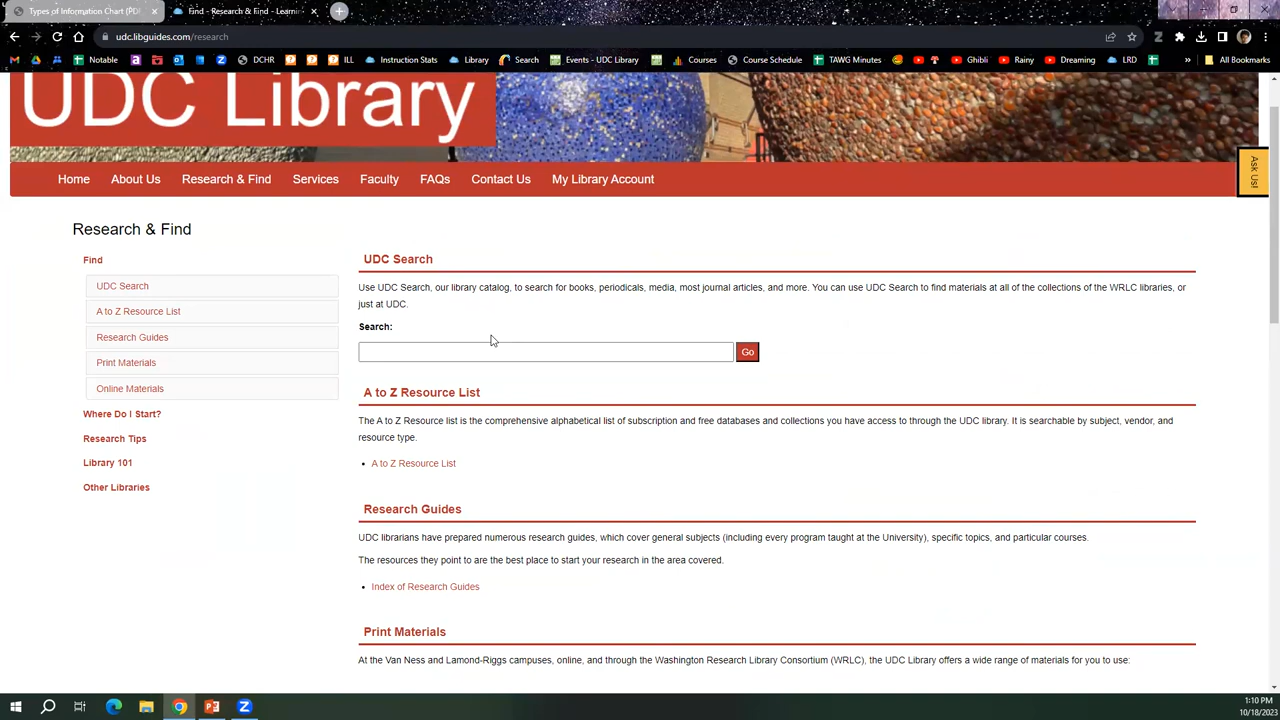 Types of Information Chart (PDF
Find - Research & Find - Learnin
udc.libguides.com/research
Notable
DCHR
ILL
Instruction Stats
Library
Search
Events - UDC Library
Courses
Course Schedule
TAWG Minutes
Ghibli
Rainy
Dreaming
LRD
»
All Bookmarks
UDC Library
Home About Us Research & Find Services Faculty FAQs Contact Us My Library Account
Ask Us!
Research & Find
Find
UDC Search
A to Z Resource List
Research Guides
Print Materials
Online Materials
Where Do I Start?
Research Tips
Library 101
Other Libraries
UDC Search
Use UDC Search, our library catalog, to search for books, periodicals, media, most journal articles, and more. You can use UDC Search to find materials at all of the collections of the WRLC libraries, or
just at UDC.
Search:
Go
A to Z Resource List
The A to Z Resource list is the comprehensive alphabetical list of subscription and free databases and collections you have access to through the UDC library. It is searchable by subject, vendor, and
resource type.
• A to Z Resource List
Research Guides
UDC librarians have prepared numerous research guides, which cover general subjects (including every program taught at the University), specific topics, and particular courses.
The resources they point to are the best place to start your research in the area covered.
• Index of Research Guides
Print Materials
At the Van Ness and Lamond-Riggs campuses, online, and through the Washington Research Library Consortium (WRLC), the UDC Library offers a wide range of materials for you to use:
1:10 PM
10/18/2023